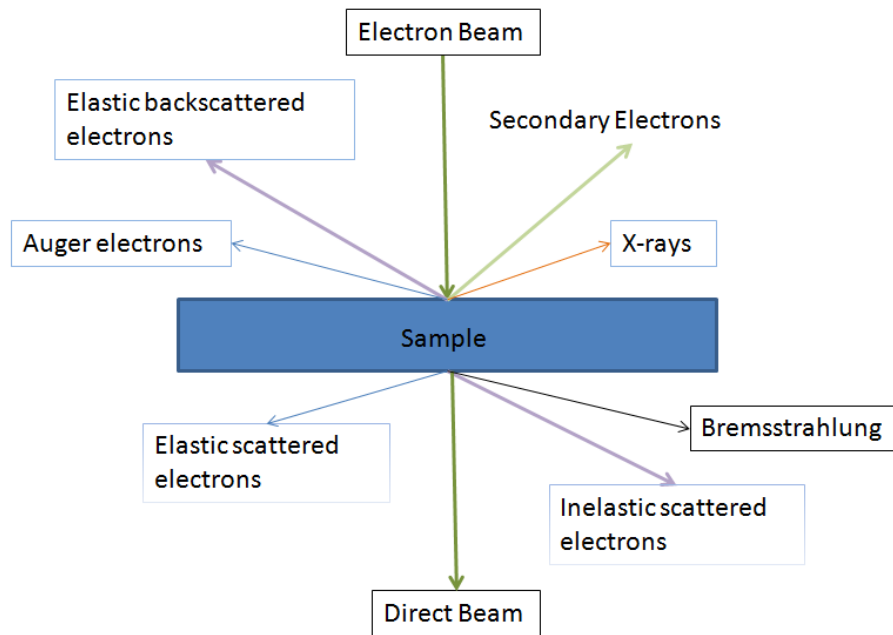 Electron Beam
Elastic backscattered
electrons
Secondary Electrons
Auger electrons
X-rays
Sample
Elastic scattered
electrons
Bremsstrahlung
Inelastic scattered
electrons
Direct Beam